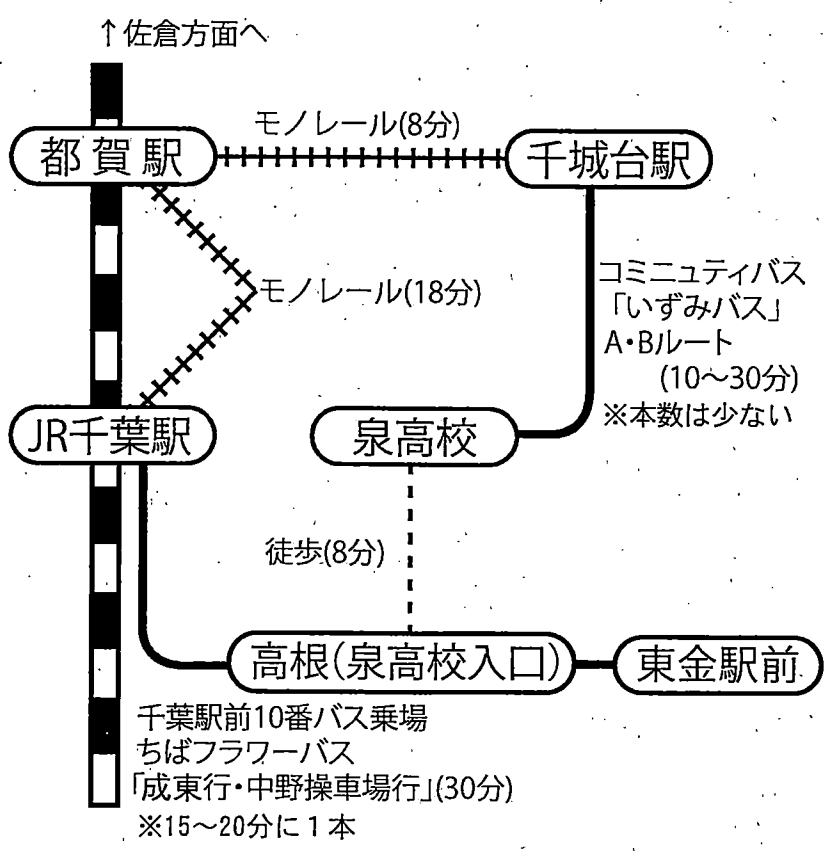 ↑佐倉方面へ
モノレール(8分)
都賀駅
千城台駅
モノレール(18分)
コミニュティバス
「いずみバス」
A・Bルート
(10～30分)
※本数は少ない
JR千葉駅
泉高校
徒歩(8分)
高根(泉高校入口)
東金駅前
千葉駅前10番バス乗場
ちばフラワーバス
「成東行・中野操車場行」(30分)
※15～20分に1本